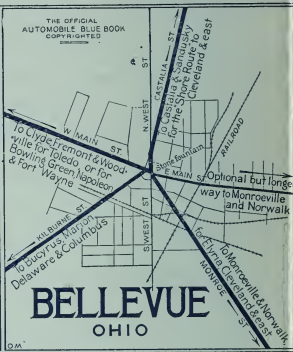 THE OFFICIAL
AUTOMOBILE BLUE BOOK
COPYRIGHTED
N. WEST ST
CASTALIA ST
To Castalia & Sandusky
for the "Shore Route" to
Cleveland & east
W MAIN ST
To Clyde, Fremont & Wood-
ville for Toledo, or for
Bowling Green, Napoleon
& Fort Wayne
Stone Fountain
RAILROAD
E MAIN ST
Optional but longer
way to Monroeville
and Norwalk
KILBURNE ST
To Bucyrus, Marion
Delaware & Columbus
S. WEST ST
To Monroeville & Norwalk
for Elyria, Cleveland & east
MONROE ST
BELLEVUE
OHIO
OM